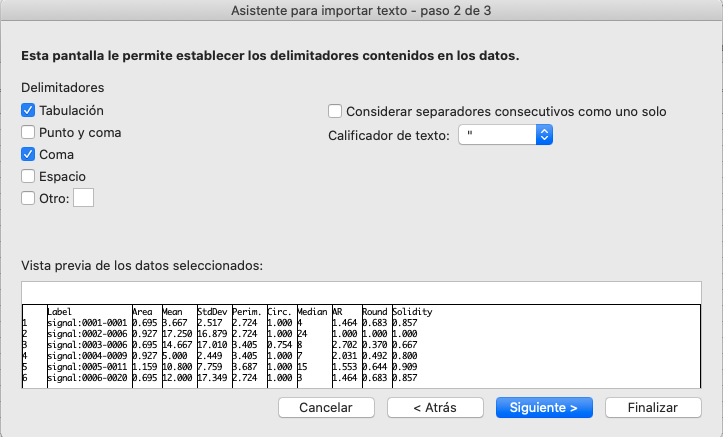 Asistente para importar texto - paso 2 de 3
Esta pantalla le permite establecer los delimitadores contenidos en los datos.
Delimitadores
Tabulación
Punto y coma
Coma
Espacio
Otro:
Considerar separadores consecutivos como uno solo
Calificador de texto: "
Vista previa de los datos seleccionados:
Label Area Mean StdDev Perim. Circ. Median AR Round Solidity
1 signal:0001-0001 0.695 3.667 2.517 2.724 1.000 4 1.464 0.683 0.857
2 signal:0002-0006 0.927 17.250 16.879 2.724 1.000 24 1.000 1.000 1.000
3 signal:0003-0006 0.695 14.667 17.010 3.405 0.754 8 2.702 0.370 0.667
4 signal:0004-0009 0.927 5.000 2.449 3.405 1.000 7 2.031 0.492 0.800
5 signal:0005-0011 1.159 10.800 7.759 3.687 1.000 15 1.553 0.644 0.909
6 signal:0006-0020 0.695 12.000 17.349 2.724 1.000 3 1.464 0.683 0.857
Cancelar < Atrás Siguiente > Finalizar